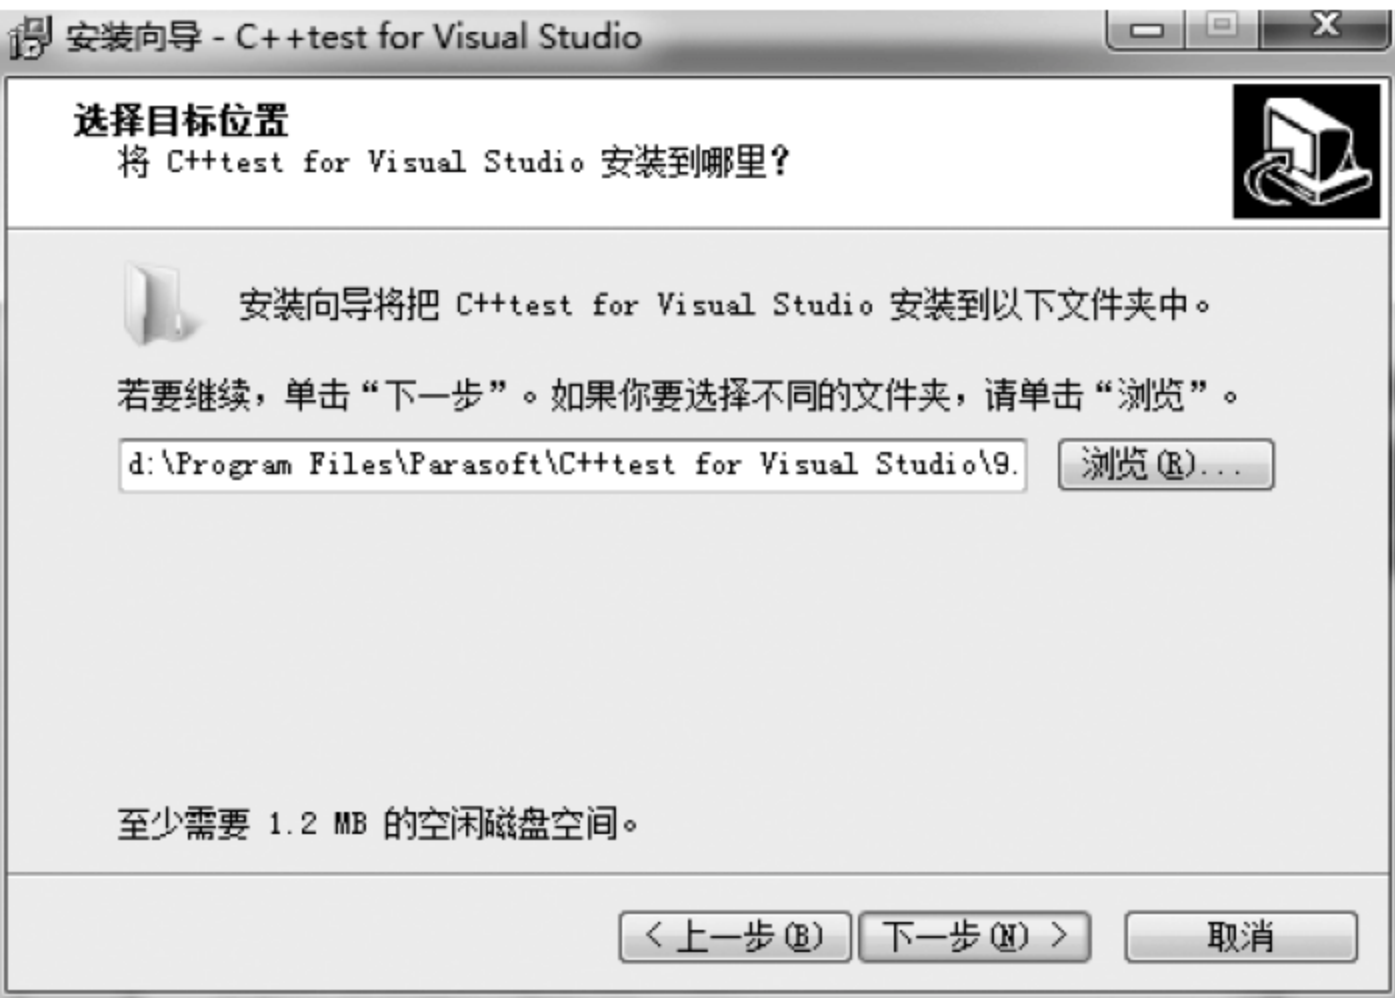 安装向导 - C++test for Visual Studio
选择目标位置
将 C++test for Visual Studio 安装到哪里？
安装向导将把 C++test for Visual Studio 安装到以下文件夹中。
若要继续，单击“下一步”。如果你要选择不同的文件夹，请单击“浏览”。
d:\Program Files\Parasoft\C++test for Visual Studio\9.
浏览(R)...
至少需要 1.2 MB 的空闲磁盘空间。
< 上一步(B)
下一步(N) >
取消